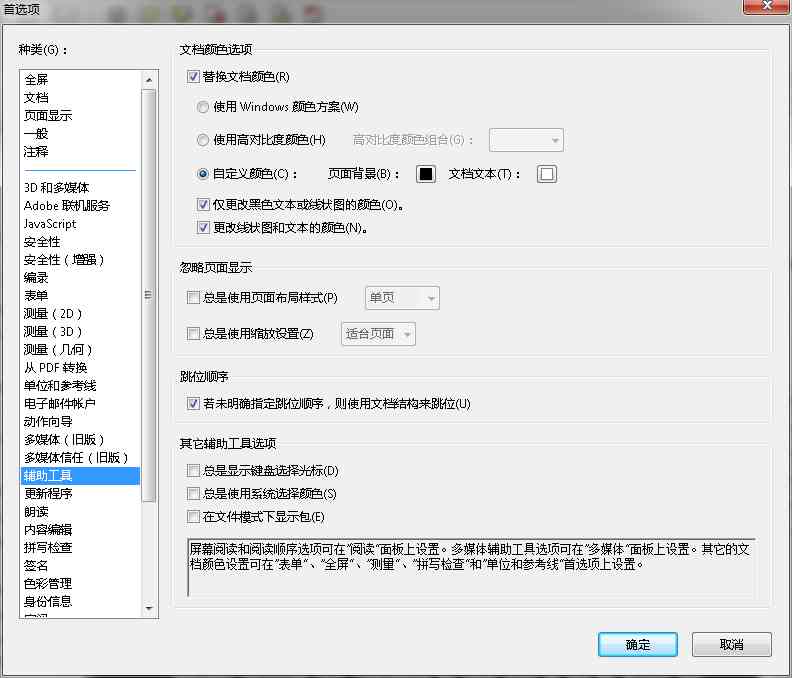 首选项
种类(G)：
全屏
文档
页面显示
一般
注释
3D 和多媒体
Adobe 联机服务
JavaScript
安全性
安全性（增强）
编录
表单
测量（2D）
测量（3D）
测量（几何）
从 PDF 转换
单位和参考线
电子邮件帐户
动作向导
多媒体（旧版）
多媒体信任（旧版）
辅助工具
更新程序
朗读
内容编辑
拼写检查
签名
色彩管理
身份信息
文档颜色选项
替换文档颜色(R)
使用 Windows 颜色方案(W)
使用高对比度颜色(H) 高对比度颜色组合(G)：
自定义颜色(C)： 页面背景(B)： 文档文本(T)：
仅更改黑色文本或线状图的颜色(O)。
更改线状图和文本的颜色(N)。
忽略页面显示
总是使用页面布局样式(P) 单页
总是使用缩放设置(Z) 适合页面
跳位顺序
若未明确指定跳位顺序，则使用文档结构来跳位(U)
其它辅助工具选项
总是显示键盘选择光标(D)
总是使用系统选择颜色(S)
在文件模式下显示包(E)
屏幕阅读和阅读顺序选项可在"阅读"面板上设置。多媒体辅助工具选项可在"多媒体"面板上设置。其它的文
档颜色设置可在"表单"、"全屏"、"测量"、"拼写检查"和"单位和参考线"首选项上设置。
确定 取消